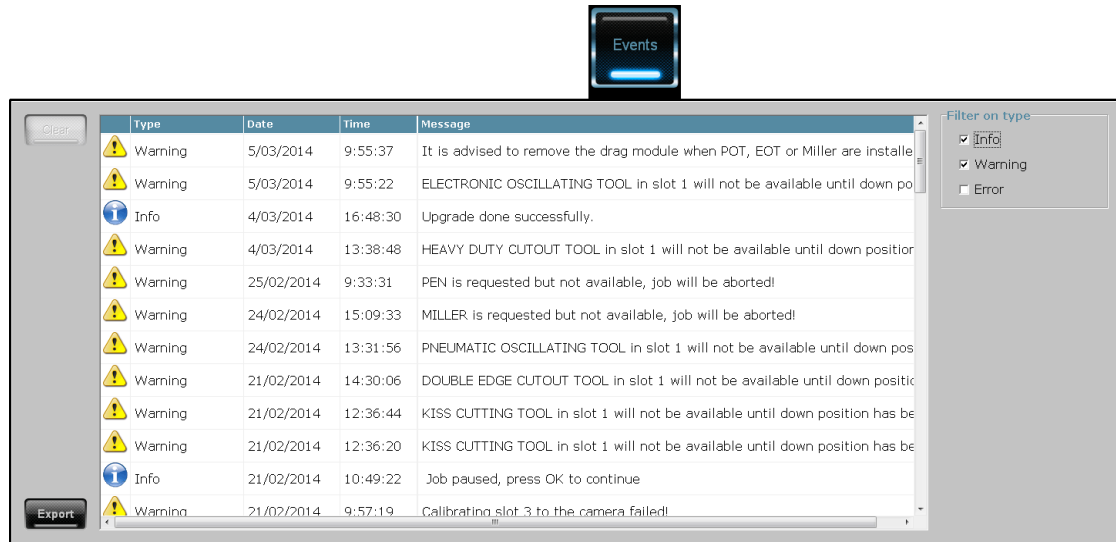 Events
Clear
Type Date Time Message
Warning 5/03/2014 9:55:37 It is advised to remove the drag module when POT, EOT or Miller are installe
Warning 5/03/2014 9:55:22 ELECTRONIC OSCILLATING TOOL in slot 1 will not be available until down po
Info 4/03/2014 16:48:30 Upgrade done successfully.
Warning 4/03/2014 13:38:48 HEAVY DUTY CUTOUT TOOL in slot 1 will not be available until down position
Warning 25/02/2014 9:33:31 PEN is requested but not available, job will be aborted!
Warning 24/02/2014 15:09:33 MILLER is requested but not available, job will be aborted!
Warning 24/02/2014 13:31:56 PNEUMATIC OSCILLATING TOOL in slot 1 will not be available until down pos
Warning 21/02/2014 14:30:06 DOUBLE EDGE CUTOUT TOOL in slot 1 will not be available until down positic
Warning 21/02/2014 12:36:44 KISS CUTTING TOOL in slot 1 will not be available until down position has be
Warning 21/02/2014 12:36:20 KISS CUTTING TOOL in slot 1 will not be available until down position has be
Info 21/02/2014 10:49:22 Job paused, press OK to continue
Warning 21/02/2014 9:57:19 Calibrating slot 3 to the camera failed!
Export
Filter on type
Info
Warning
Error